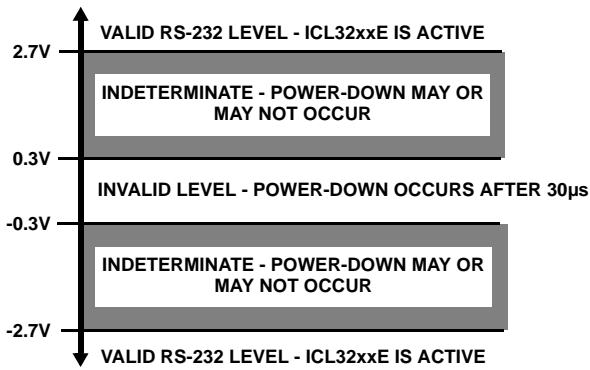 VALID RS-232 LEVEL - ICL32xxE IS ACTIVE
2.7V
INDETERMINATE - POWER-DOWN MAY OR
MAY NOT OCCUR
0.3V
INVALID LEVEL - POWER-DOWN OCCURS AFTER 30µs
-0.3V
INDETERMINATE - POWER-DOWN MAY OR
MAY NOT OCCUR
-2.7V
VALID RS-232 LEVEL - ICL32xxE IS ACTIVE